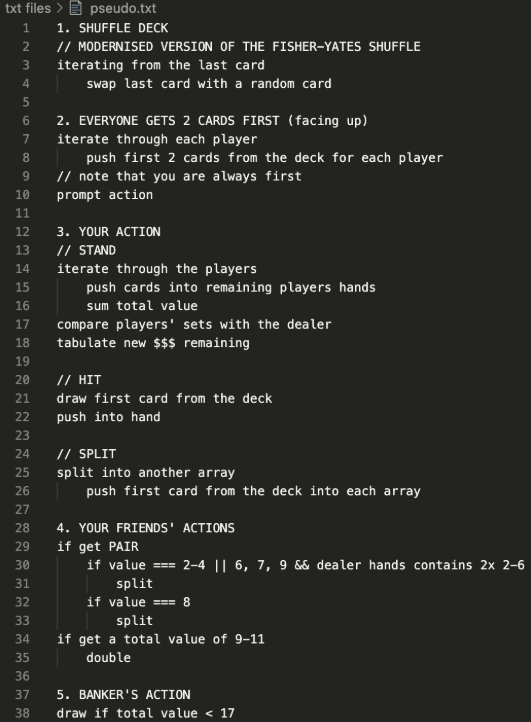 txt files > pseudo.txt
1 1. SHUFFLE DECK
2 // MODERNISED VERSION OF THE FISHER-YATES SHUFFLE
3 iterating from the last card
4 swap last card with a random card
5
6 2. EVERYONE GETS 2 CARDS FIRST (facing up)
7 iterate through each player
8 push first 2 cards from the deck for each player
9 // note that you are always first
10 prompt action
11
12 3. YOUR ACTION
13 // STAND
14 iterate through the players
15 push cards into remaining players hands
16 sum total value
17 compare players' sets with the dealer
18 tabulate new $$$ remaining
19
20 // HIT
21 draw first card from the deck
22 push into hand
23
24 // SPLIT
25 split into another array
26 push first card from the deck into each array
27
28 4. YOUR FRIENDS' ACTIONS
29 if get PAIR
30 if value === 2-4 || 6, 7, 9 && dealer hands contains 2x 2-6
31 split
32 if value === 8
33 split
34 if get a total value of 9-11
35 double
36
37 5. BANKER'S ACTION
38 draw if total value < 17